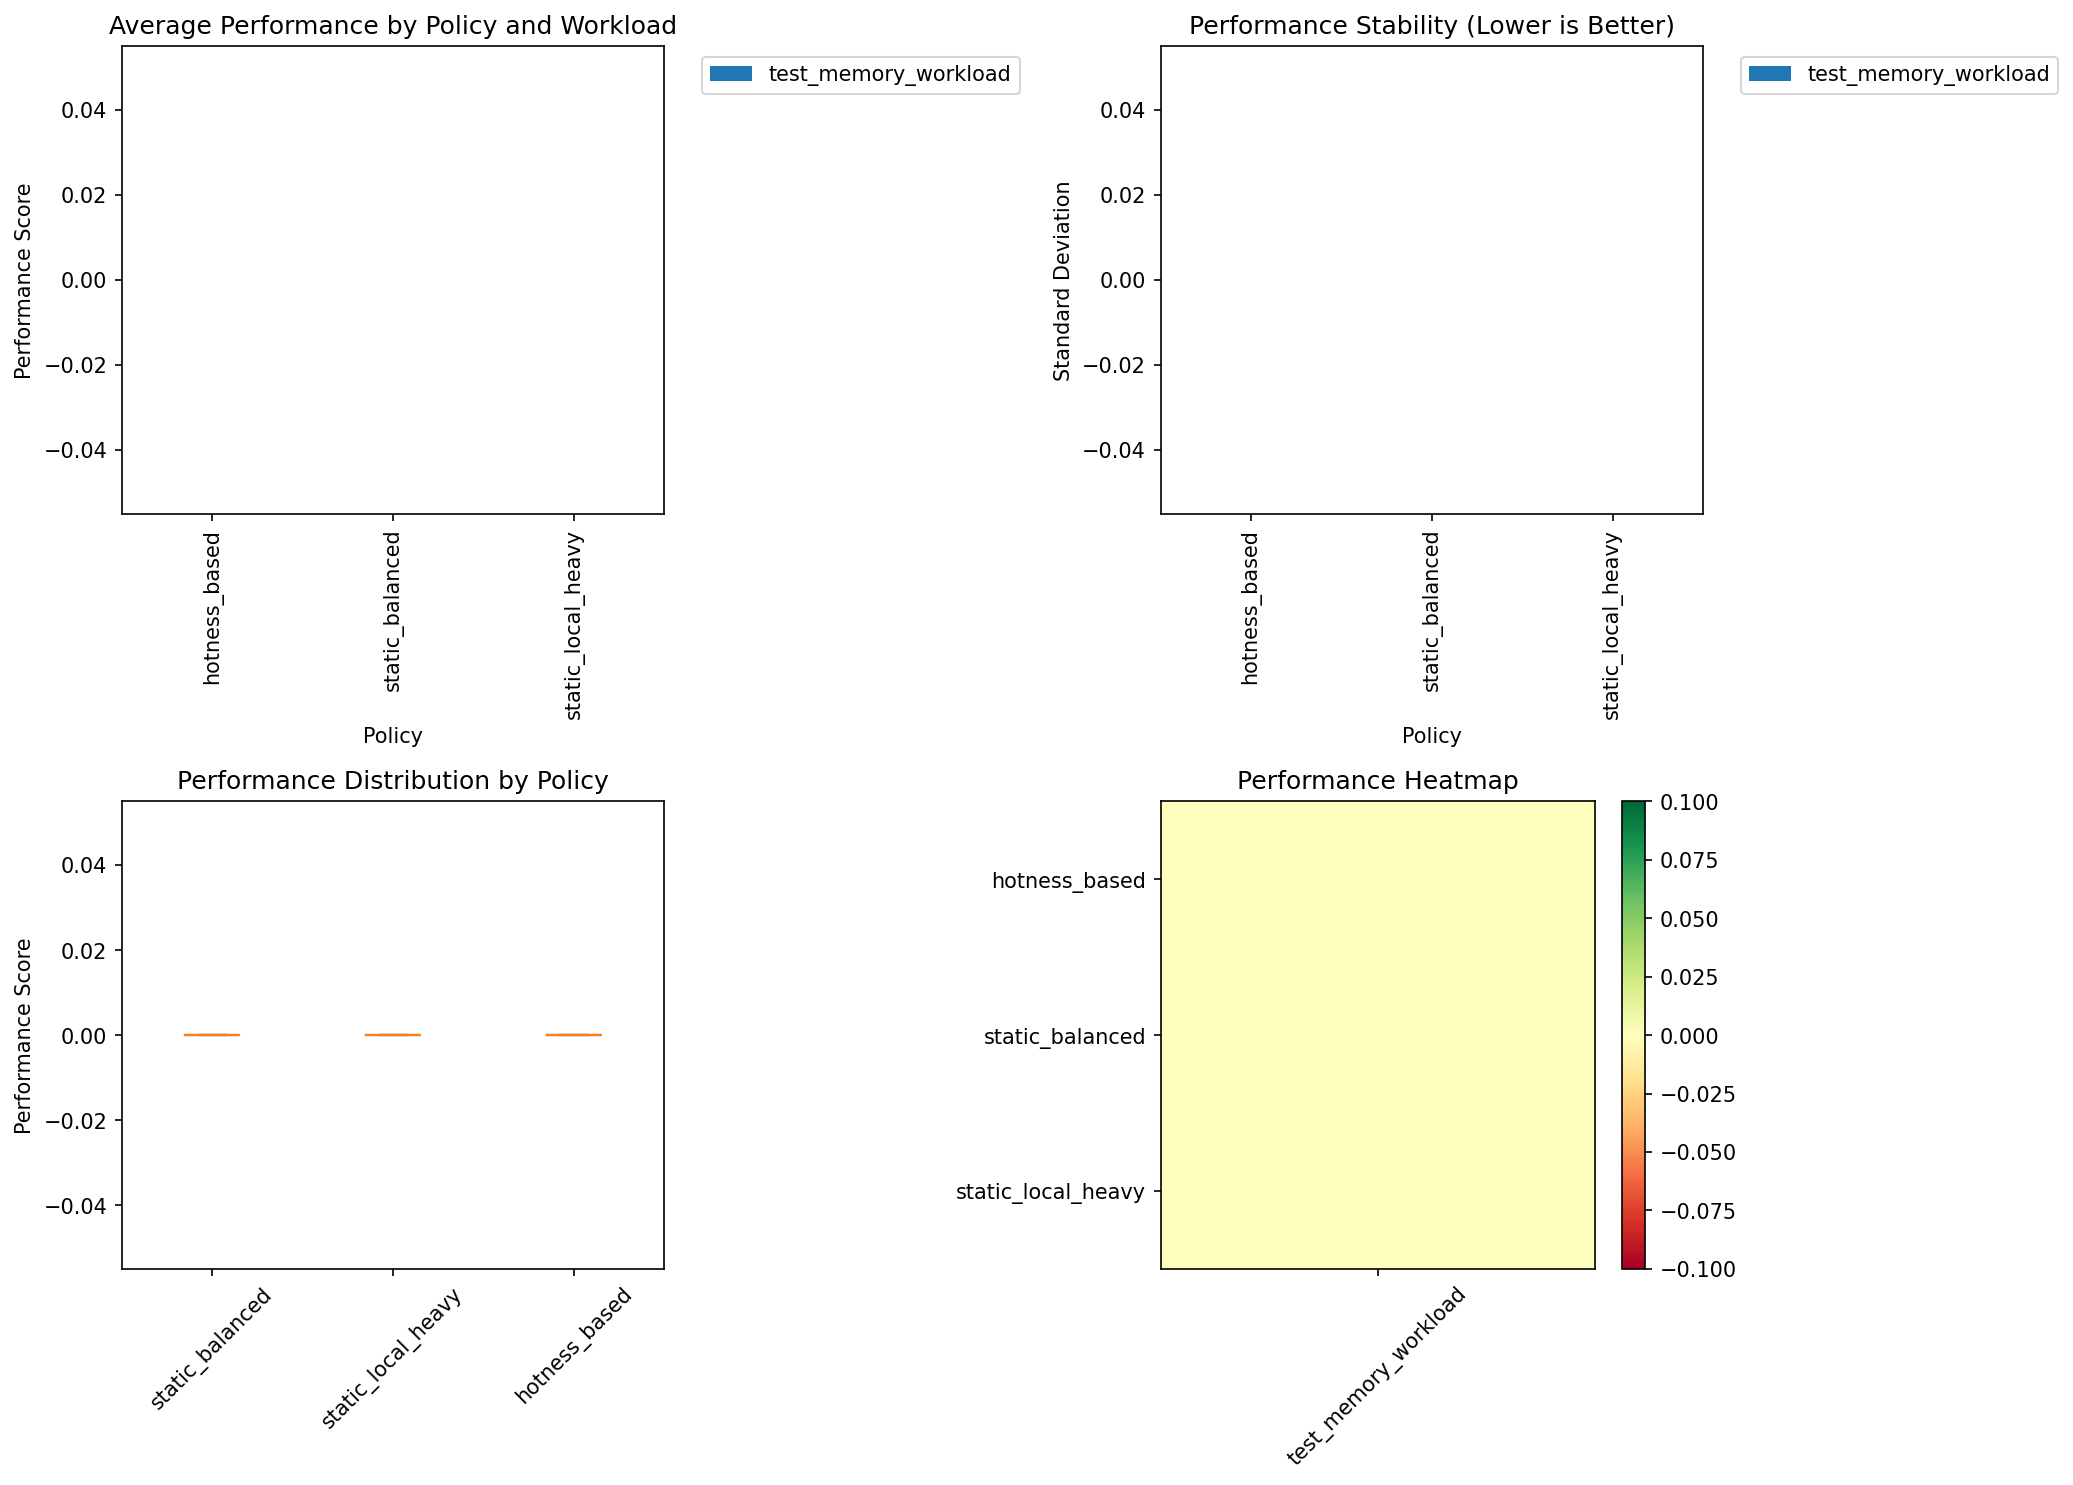 Average Performance by Policy and Workload
test_memory_workload
Performance Score
0.04
0.02
0.00
−0.02
−0.04
hotness_based
static_balanced
static_local_heavy
Policy
Performance Stability (Lower is Better)
test_memory_workload
Standard Deviation
0.04
0.02
0.00
−0.02
−0.04
hotness_based
static_balanced
static_local_heavy
Policy
Performance Distribution by Policy
Performance Score
0.04
0.02
0.00
−0.02
−0.04
static_balanced
static_local_heavy
hotness_based
Performance Heatmap
hotness_based
static_balanced
static_local_heavy
test_memory_workload
0.100
0.075
0.050
0.025
0.000
−0.025
−0.050
−0.075
−0.100